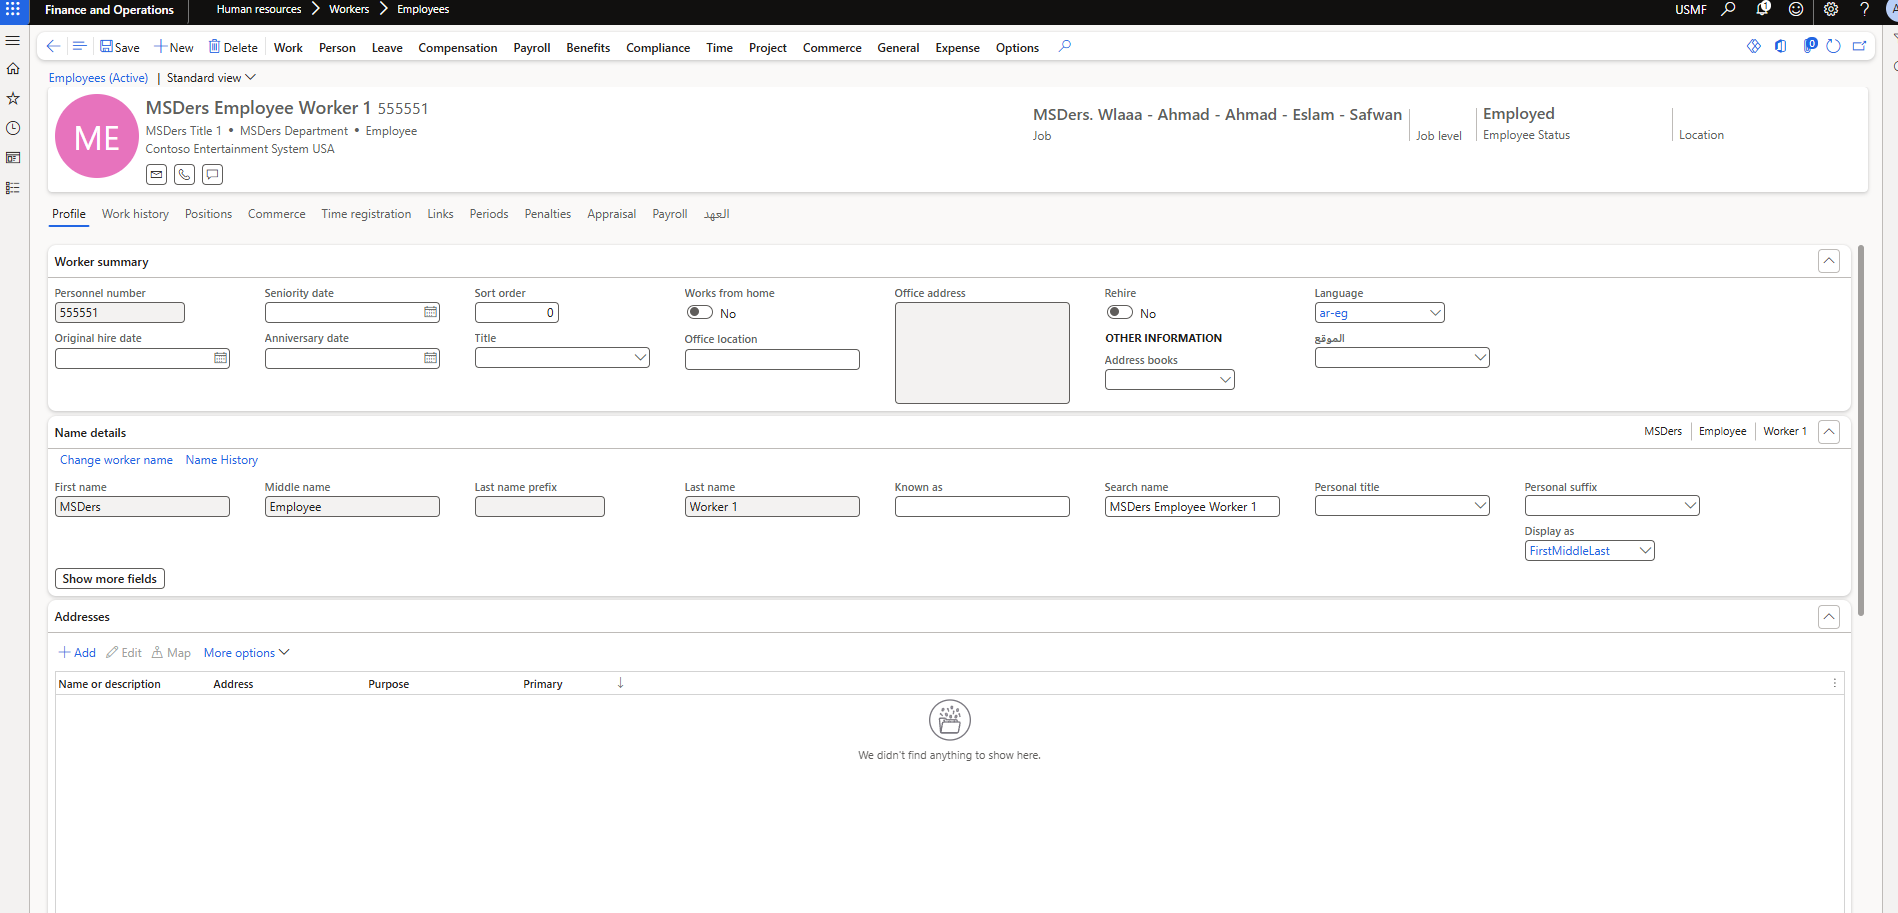 Finance and Operations
Human resources
Workers
Employees
USMF
1
Save
New
Delete
Work
Person
Leave
Compensation
Payroll
Benefits
Compliance
Time
Project
Commerce
General
Expense
Options
0
Employees (Active) | Standard view
ME
MSDers Employee Worker 1 555551
MSDers Title 1 • MSDers Department • Employee
Contoso Entertainment System USA
MSDers. Wlaaa - Ahmad - Ahmad - Eslam - Safwan
Job
Job level
Employed
Employee Status
Location
Profile
Work history
Positions
Commerce
Time registration
Links
Periods
Penalties
Appraisal
Payroll
العهد
Worker summary
Personnel number
555551
Original hire date
Seniority date
Anniversary date
Sort order
0
Title
Works from home
No
Office location
Office address
Rehire
No
OTHER INFORMATION
Address books
Language
ar-eg
الموقع
Name details
MSDers
Employee
Worker 1
Change worker name
Name History
First name
MSDers
Middle name
Employee
Last name prefix
Last name
Worker 1
Known as
Search name
MSDers Employee Worker 1
Personal title
Personal suffix
Display as
FirstMiddleLast
Show more fields
Addresses
Add
Edit
Map
More options
Name or description
Address
Purpose
Primary
We didn't find anything to show here.